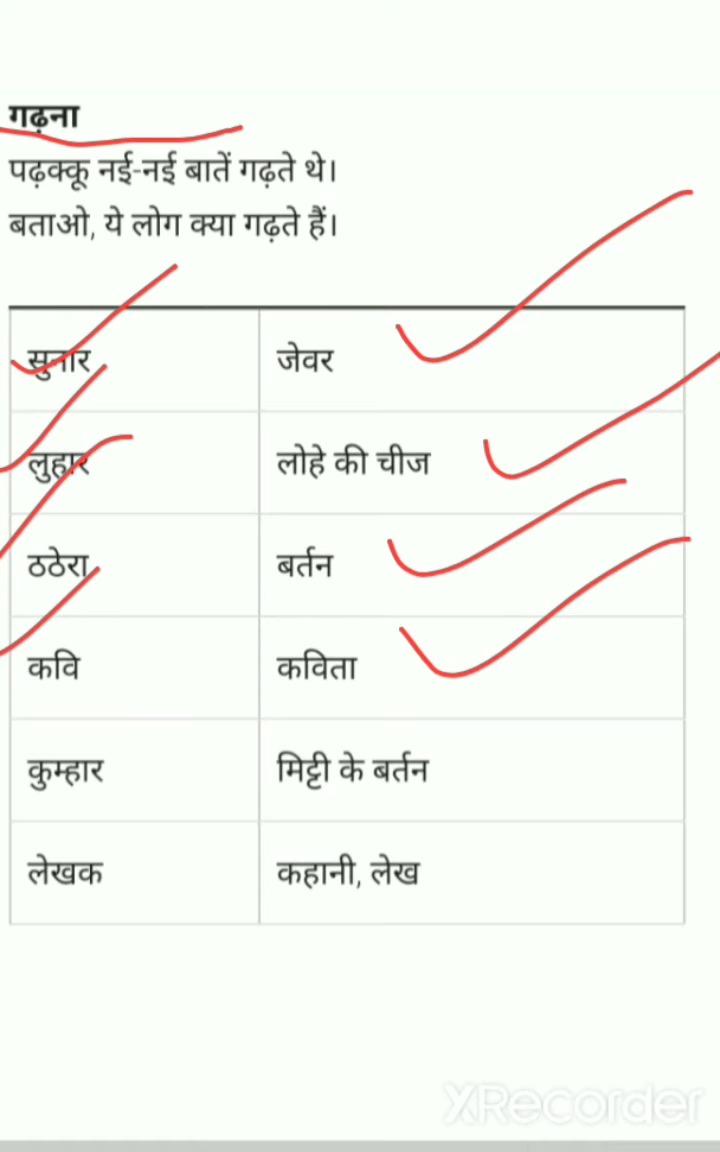 गढ़ना
पढ़क्कू नई-नई बातें गढ़ते थे।
बताओ, ये लोग क्या गढ़ते हैं।
सुनार जेवर
लुहार लोहे की चीज
ठठेरा बर्तन
कवि कविता
कुम्हार मिट्टी के बर्तन
लेखक कहानी, लेख
XRecorder